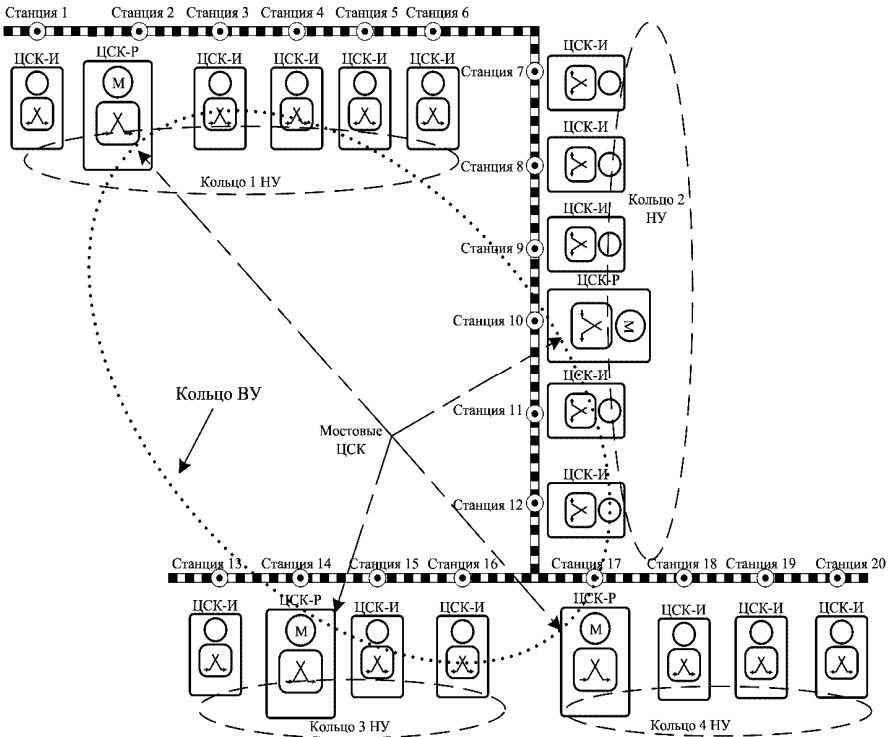 Станция 1
Станция 2
Станция 3
Станция 4
Станция 5
Станция 6
ЦСК-И
ЦСК-Р
ЦСК-И
ЦСК-И
ЦСК-И
ЦСК-И
М
Кольцо 1 НУ
ЦСК-И
Станция 7
ЦСК-И
Станция 8
ЦСК-И
Кольцо 2
НУ
Станция 9
ЦСК-Р
Станция 10
М
ЦСК-И
Станция 11
Кольцо ВУ
Мостовые
ЦСК
ЦСК-И
Станция 12
Станция 13
Станция 14
Станция 15
Станция 16
Станция 17
Станция 18
Станция 19
Станция 20
ЦСК-И
ЦСК-Р
ЦСК-И
ЦСК-И
ЦСК-Р
ЦСК-И
ЦСК-И
ЦСК-И
М
М
Кольцо 3 НУ
Кольцо 4 НУ